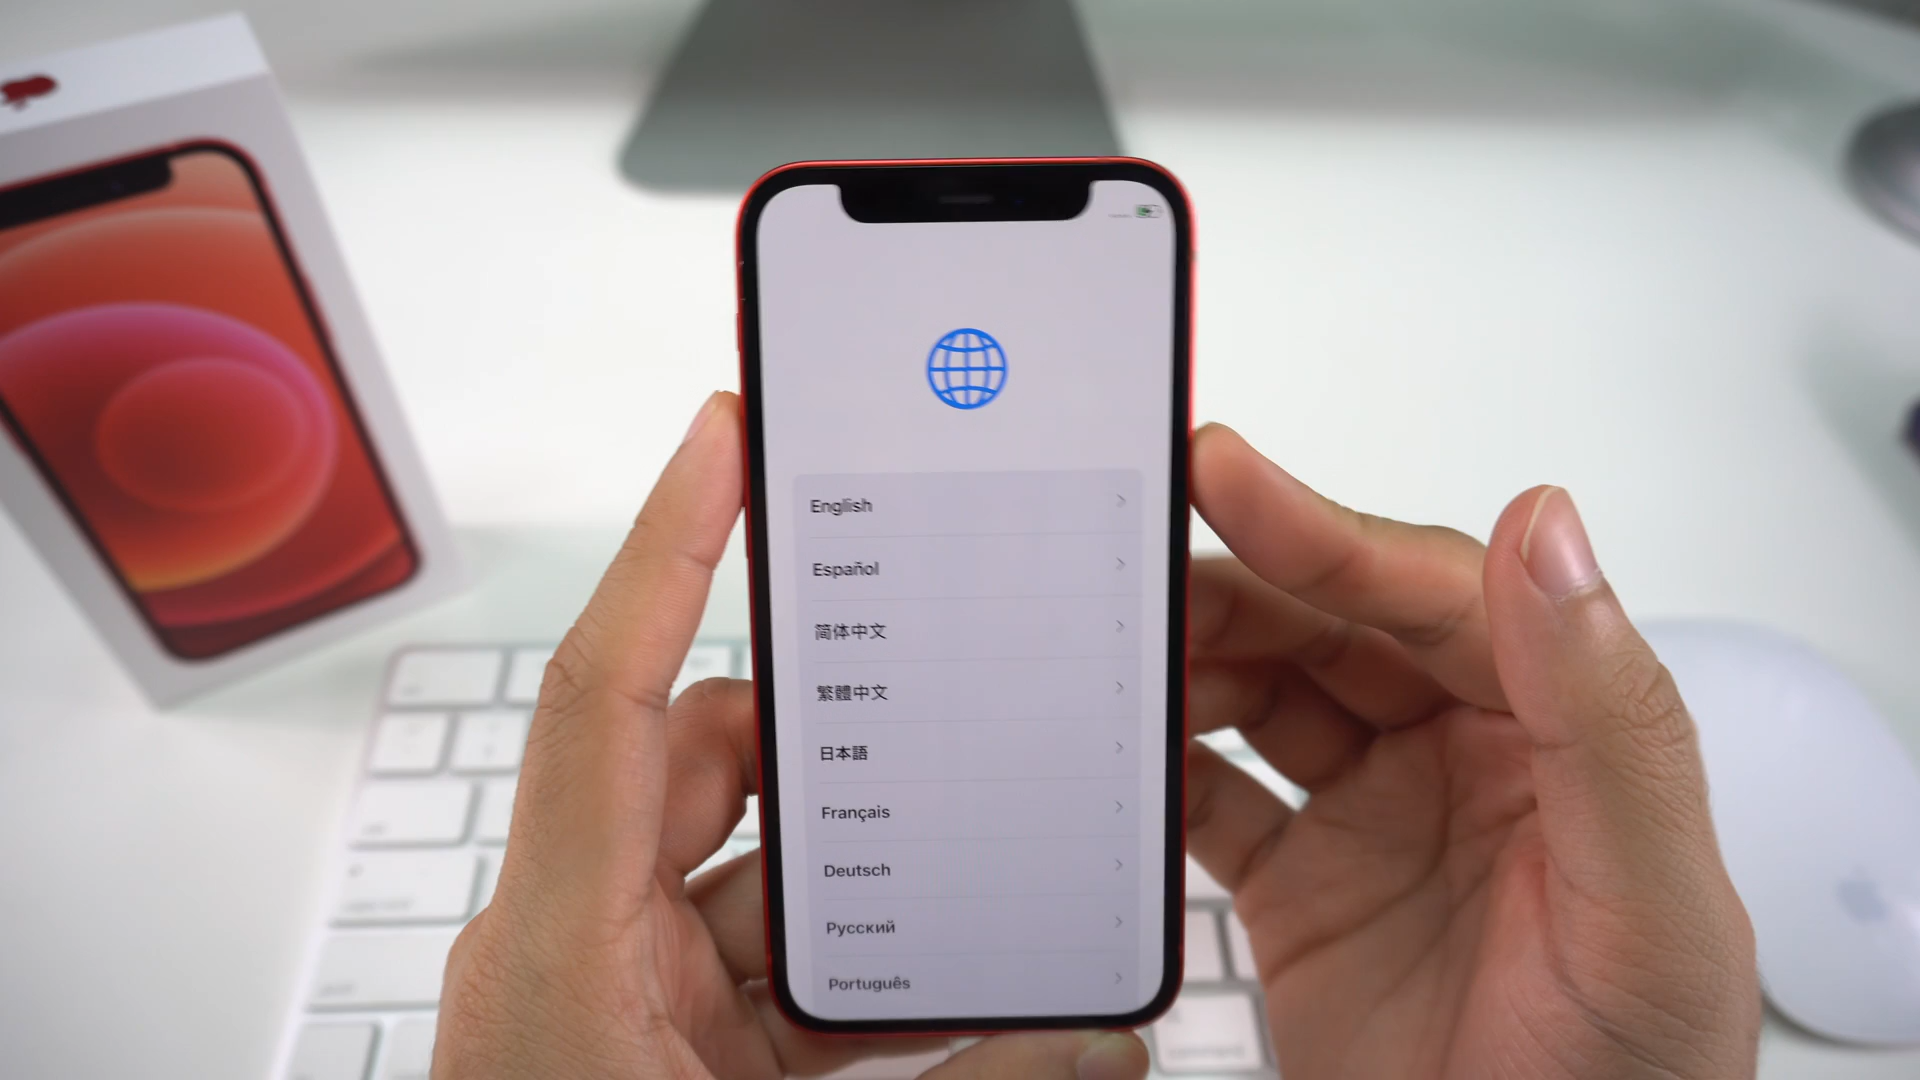 English
Español
简体中文
繁體中文
日本語
Français
Deutsch
Русский
Português